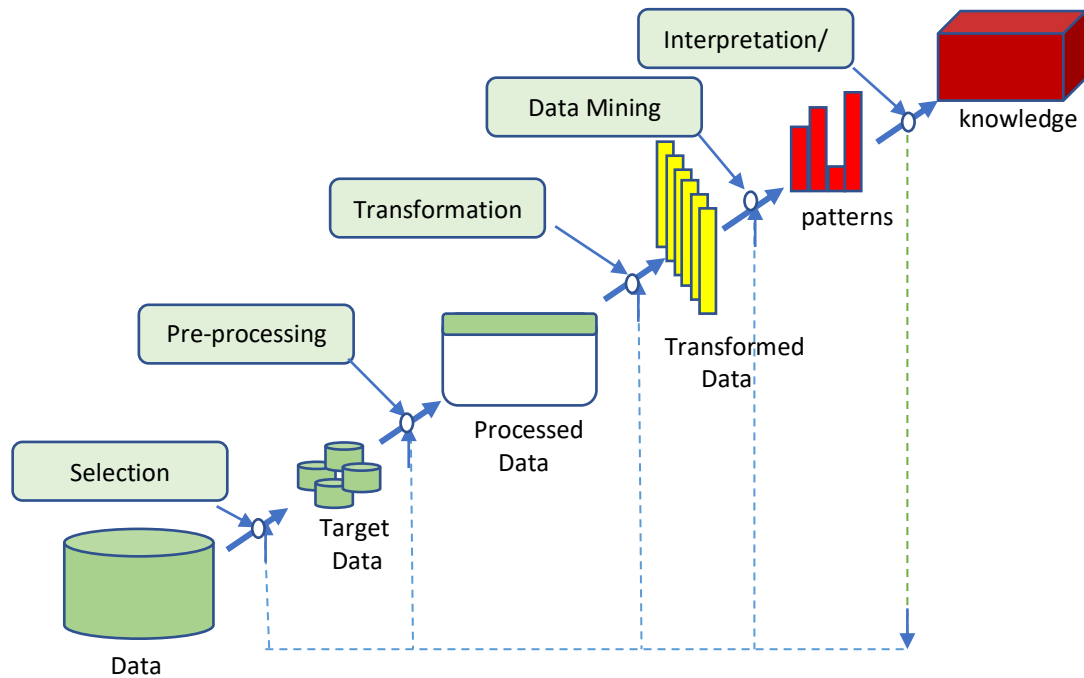 Interpretation/
knowledge
Data Mining
patterns
Transformation
Transformed
Data
Pre-processing
Processed
Data
Selection
Target
Data
Data